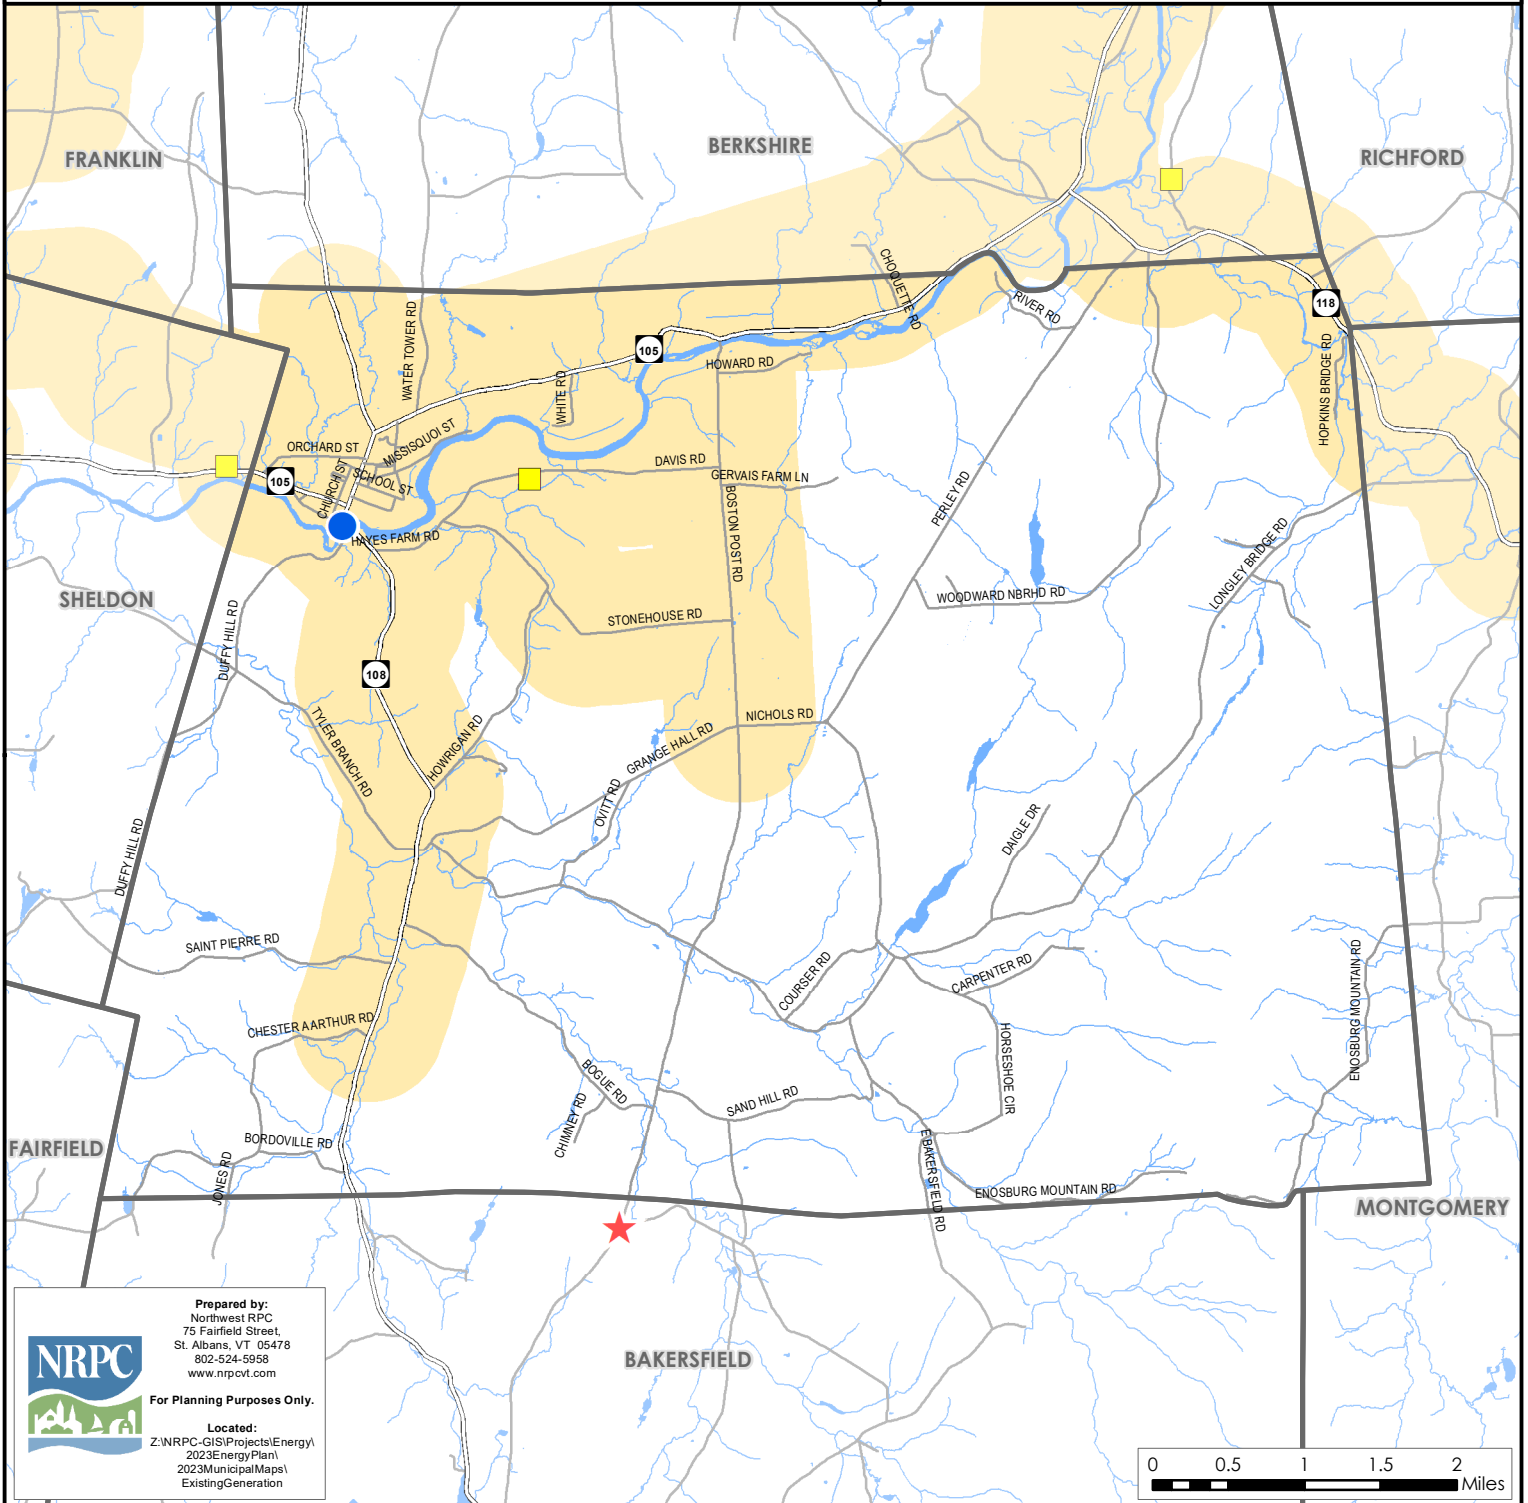 BERKSHIRE
FRANKLIN
RICHFORD
CHOQUETTE RD
RIVER RD
118
WATER TOWER RD
105
HOWARD RD
HOPKINS BRIDGE RD
WHITE RD
MISSISQUOI ST
ORCHARD ST
DAVIS RD
GERVAIS FARM LN
SCHOOL ST
CHURCH ST
105
PERLEY RD
BOSTON POST RD
HAYES FARM RD
LONGLEY BRIDGE RD
WOODWARD NBRHD RD
SHELDON
STONEHOUSE RD
DUFFY HILL RD
108
NICHOLS RD
TYLER BRANCH RD
HOWRIGAN RD
GRANGE HALL RD
OVITT RD
DAIGLE DR
DUFFY HILL RD
SAINT PIERRE RD
COURSER RD
CARPENTER RD
ENOSBURG MOUNTAIN RD
CHESTER A ARTHUR RD
HORSESHOE CIR
BOGUE RD
SAND HILL RD
CHIMNEY RD
BORDOVILLE RD
FAIRFIELD
JONES RD
E BAKERSFIELD RD
ENOSBURG MOUNTAIN RD
MONTGOMERY
BAKERSFIELD
NRPC
Prepared by:
Northwest RPC
75 Fairfield Street,
St. Albans, VT 05478
802-524-5958
www.nrpcvt.com
For Planning Purposes Only.
Located:
Z:\NRPC-GIS\Projects\Energy\
2023EnergyPlan\
2023MunicipalMaps\
ExistingGeneration
0 0.5 1 1.5 2
Miles